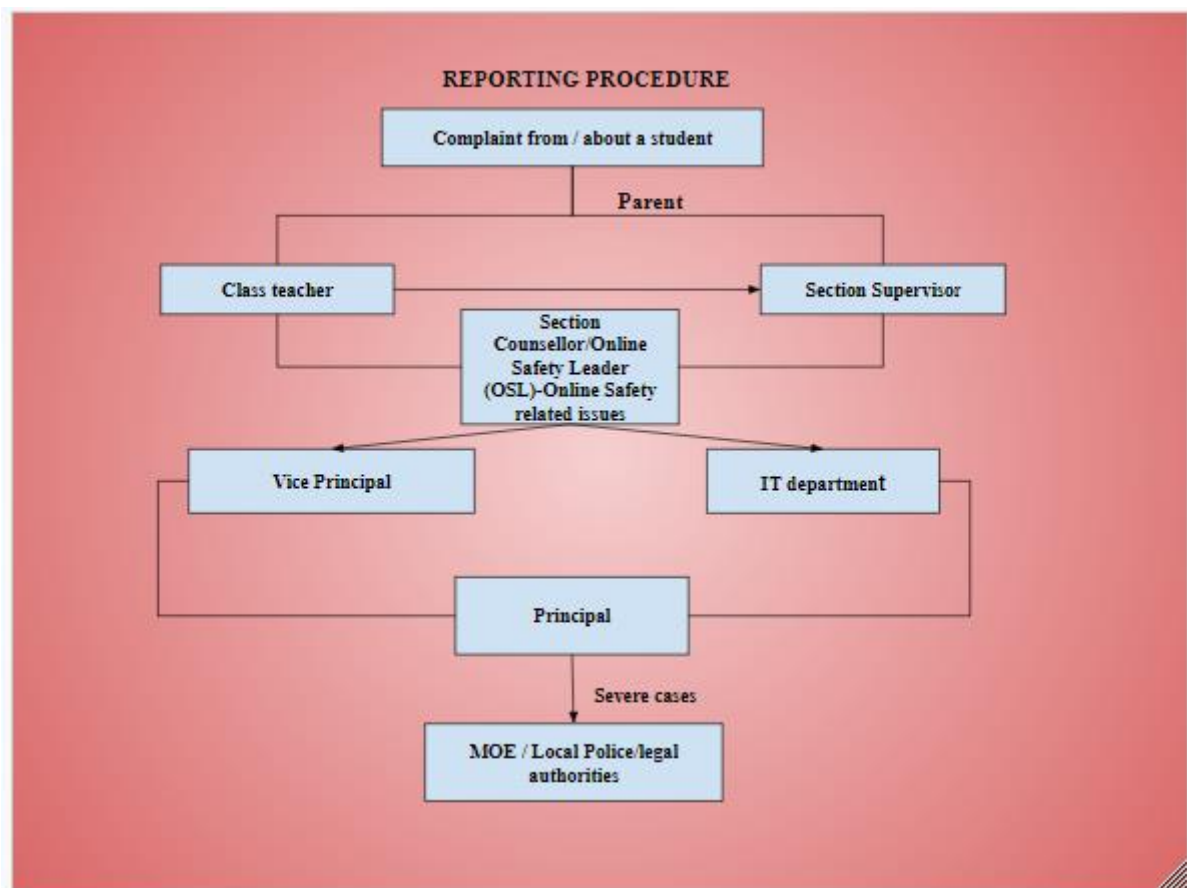 REPORTING PROCEDURE
Complaint from / about a student
Parent
Class teacher
Section Supervisor
Section
Counsellor/Online
Safety Leader
(OSL)-Online Safety
related issues
Vice Principal
IT department
Principal
Severe cases
MOE / Local Police/legal
authorities